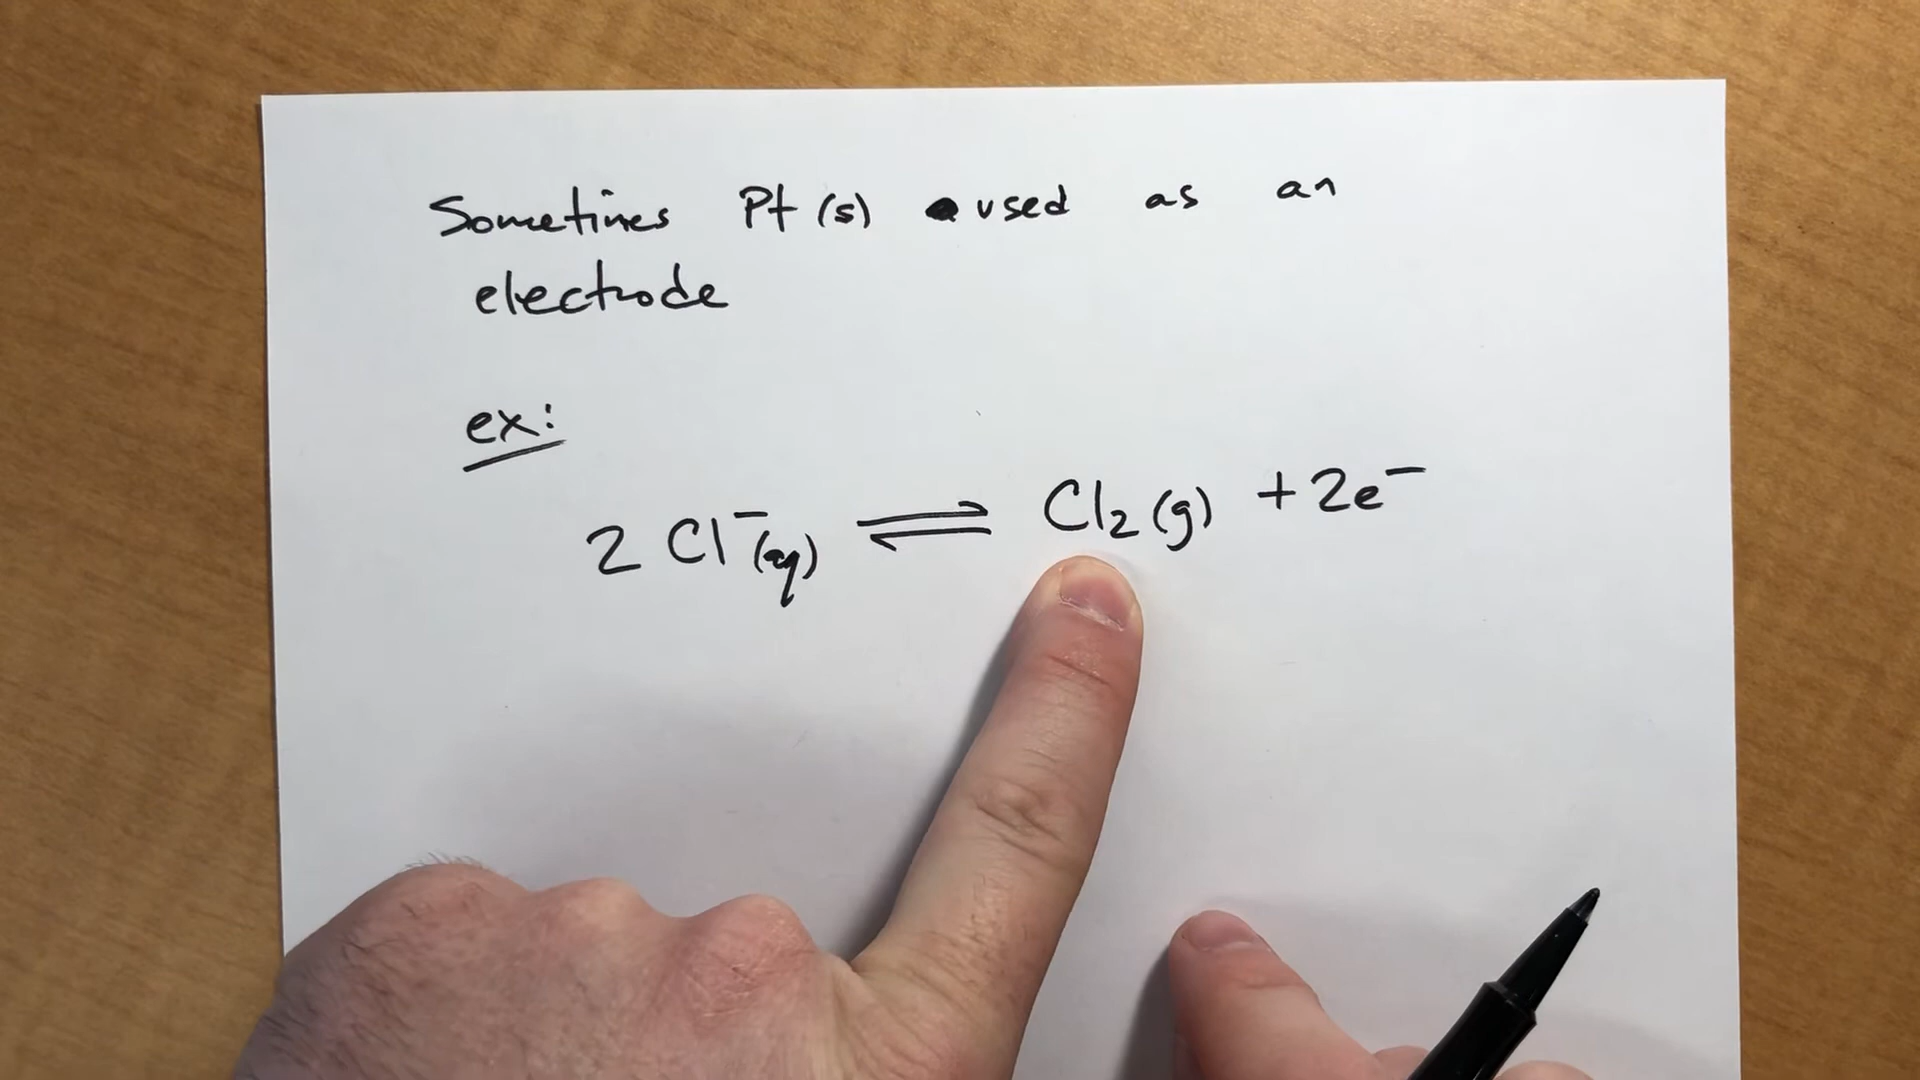 Sometimes Pt (s) used as an
electrode
ex:
2 Cl⁻(aq) ⇌ Cl₂ (g) + 2e⁻